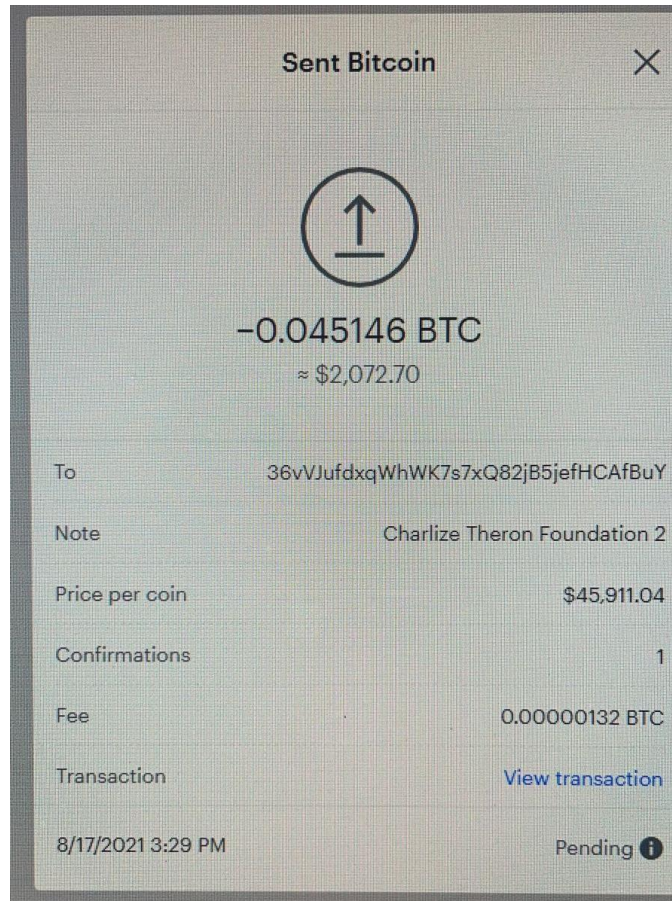 Sent Bitcoin
−0.045146 BTC
≈ $2,072.70
To 36vVJufdxqWhWK7s7xQ82jB5jefHCAfBuY
Note Charlize Theron Foundation 2
Price per coin $45,911.04
Confirmations 1
Fee 0.00000132 BTC
Transaction View transaction
8/17/2021 3:29 PM Pending